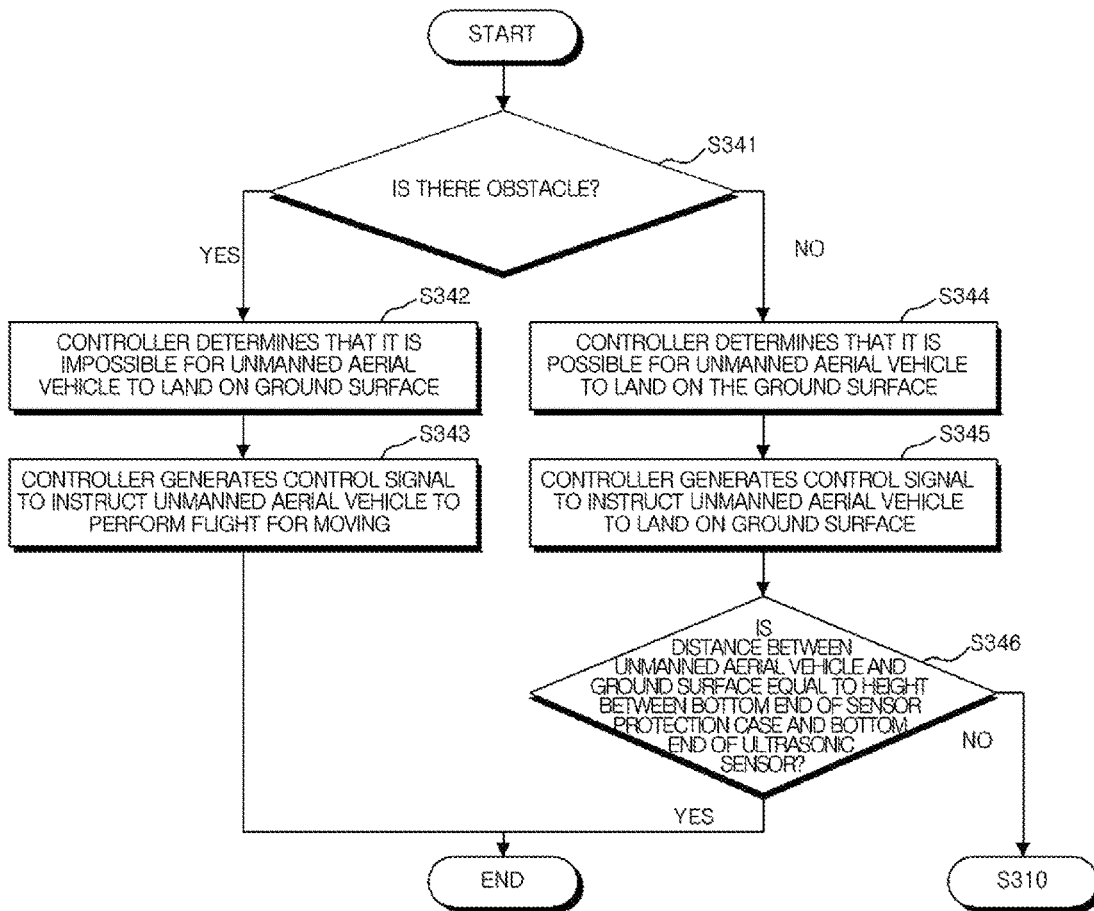 START
S341
IS THERE OBSTACLE?
YES
NO
S342
CONTROLLER DETERMINES THAT IT IS
IMPOSSIBLE FOR UNMANNED AERIAL
VEHICLE TO LAND ON GROUND SURFACE
S344
CONTROLLER DETERMINES THAT IT IS
POSSIBLE FOR UNMANNED AERIAL VEHICLE
TO LAND ON THE GROUND SURFACE
S343
CONTROLLER GENERATES CONTROL SIGNAL
TO INSTRUCT UNMANNED AERIAL VEHICLE TO
PERFORM FLIGHT FOR MOVING
S345
CONTROLLER GENERATES CONTROL SIGNAL
TO INSTRUCT UNMANNED AERIAL VEHICLE
TO LAND ON GROUND SURFACE
S346
IS
DISTANCE BETWEEN
UNMANNED AERIAL VEHICLE AND
GROUND SURFACE EQUAL TO HEIGHT
BETWEEN BOTTOM END OF SENSOR
PROTECTION CASE AND BOTTOM
END OF ULTRASONIC
SENSOR?
NO
YES
END
S310